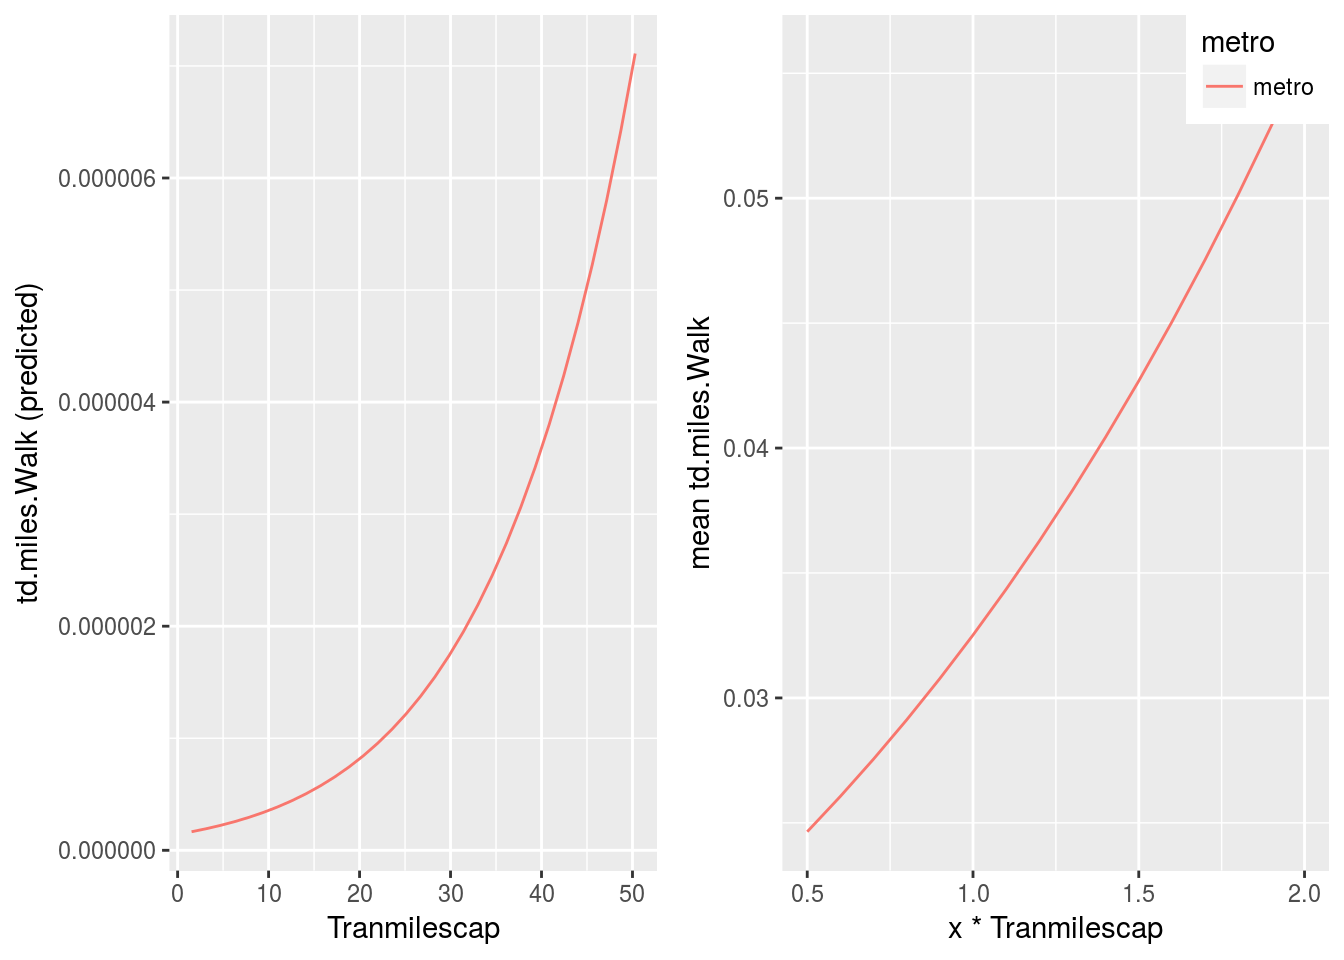 td.miles.Walk (predicted)
0.000006
0.000004
0.000002
0.000000
0 10 20 30 40 50
Tranmilescap
mean td.miles.Walk
0.05
0.04
0.03
0.5 1.0 1.5 2.0
x * Tranmilescap
metro
metro